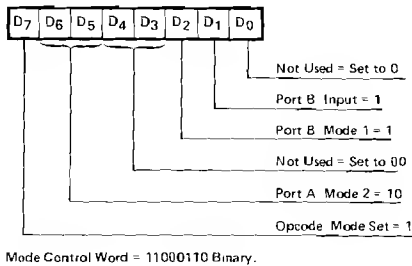 D7 D6 D5 D4 D3 D2 D1 D0
Not Used = Set to 0
Port B Input = 1
Port B Mode 1 = 1
Not Used = Set to 00
Port A Mode 2 = 10
Opcode Mode Set = 1
Mode Control Word = 11000110 Binary.